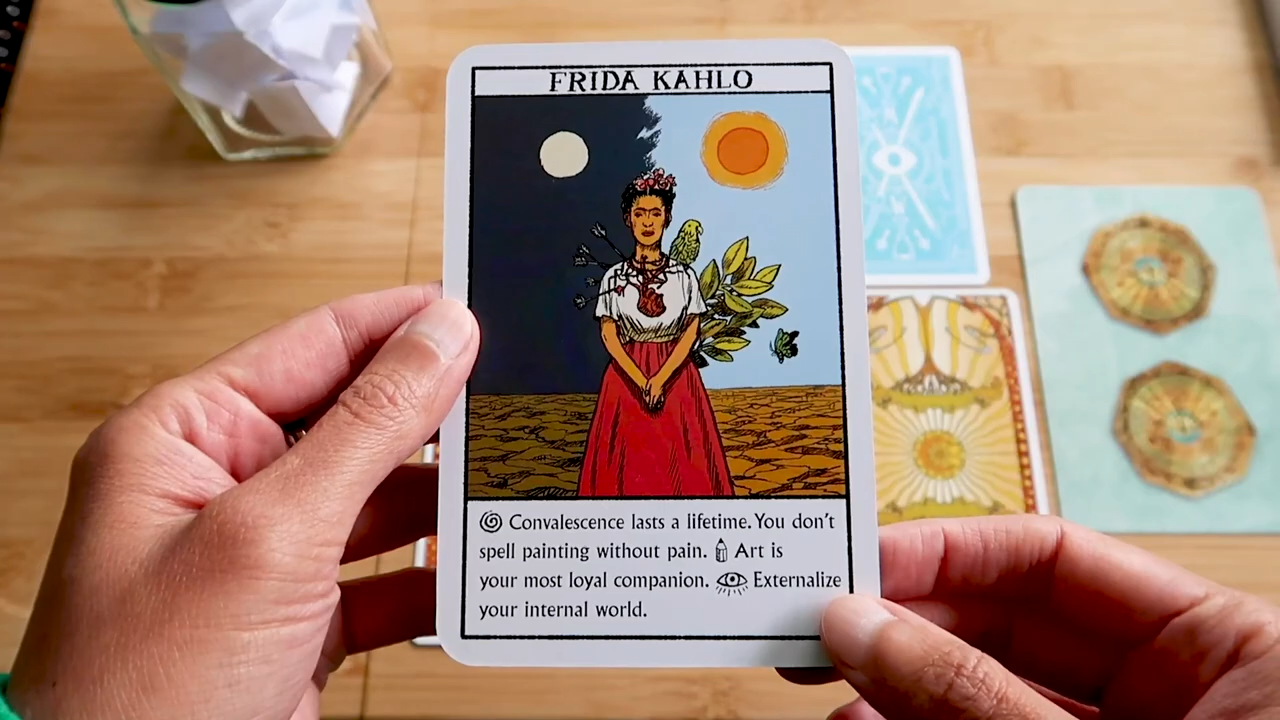 FRIDA KAHLO
Convalescence lasts a lifetime. You don't
spell painting without pain. Art is
your most loyal companion. Externalize
your internal world.